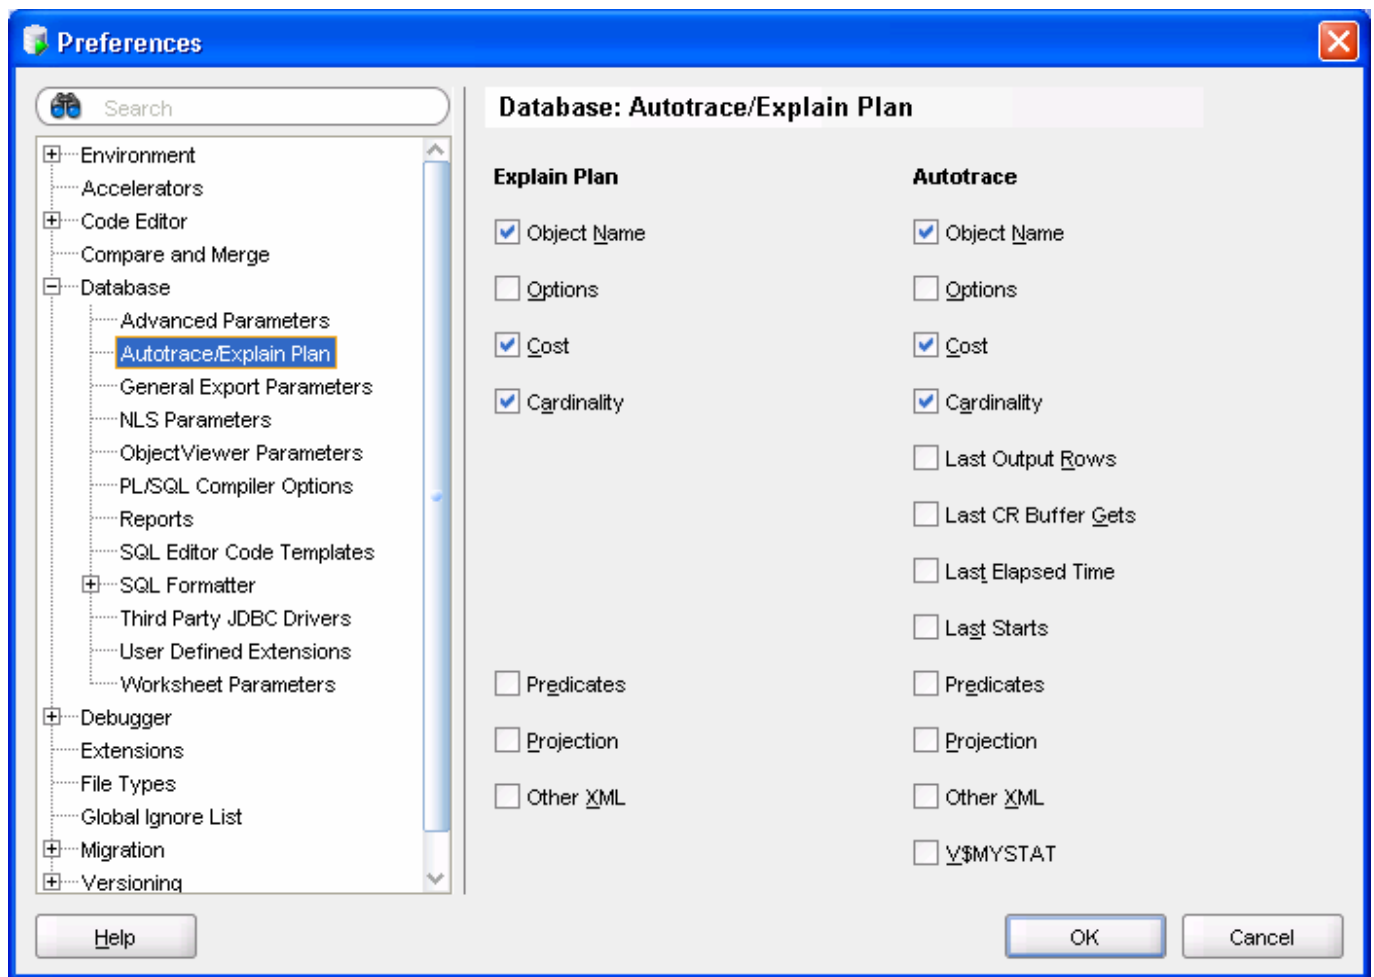 Preferences
Search
Environment
Accelerators
Code Editor
Compare and Merge
Database
Advanced Parameters
Autotrace/Explain Plan
General Export Parameters
NLS Parameters
ObjectViewer Parameters
PL/SQL Compiler Options
Reports
SQL Editor Code Templates
SQL Formatter
Third Party JDBC Drivers
User Defined Extensions
Worksheet Parameters
Debugger
Extensions
File Types
Global Ignore List
Migration
Versioning
Database: Autotrace/Explain Plan
Explain Plan
Object Name
Options
Cost
Cardinality
Predicates
Projection
Other XML
Autotrace
Object Name
Options
Cost
Cardinality
Last Output Rows
Last CR Buffer Gets
Last Elapsed Time
Last Starts
Predicates
Projection
Other XML
V$MYSTAT
Help
OK
Cancel